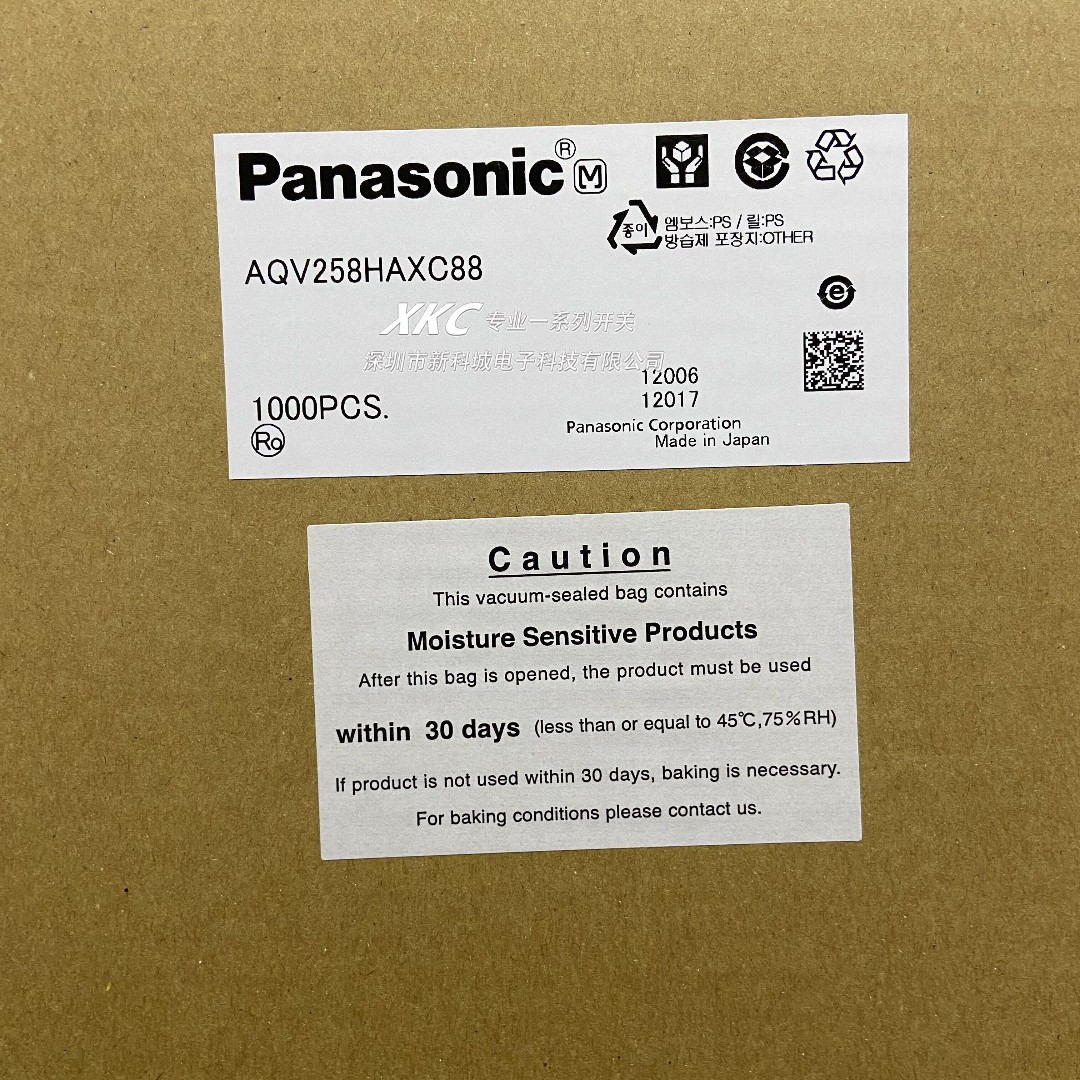 Panasonic® M
종이
엠보스:PS / 릴:PS
방습제 포장지:OTHER
AQV258HAXC88
e
XKC 专业一系列开关
深圳市新科城电子科技有限公司
12006
12017
1000PCS.
Ro
Panasonic Corporation
Made in Japan
Caution
This vacuum-sealed bag contains
Moisture Sensitive Products
After this bag is opened, the product must be used
within 30 days (less than or equal to 45℃,75%RH)
If product is not used within 30 days, baking is necessary.
For baking conditions please contact us.